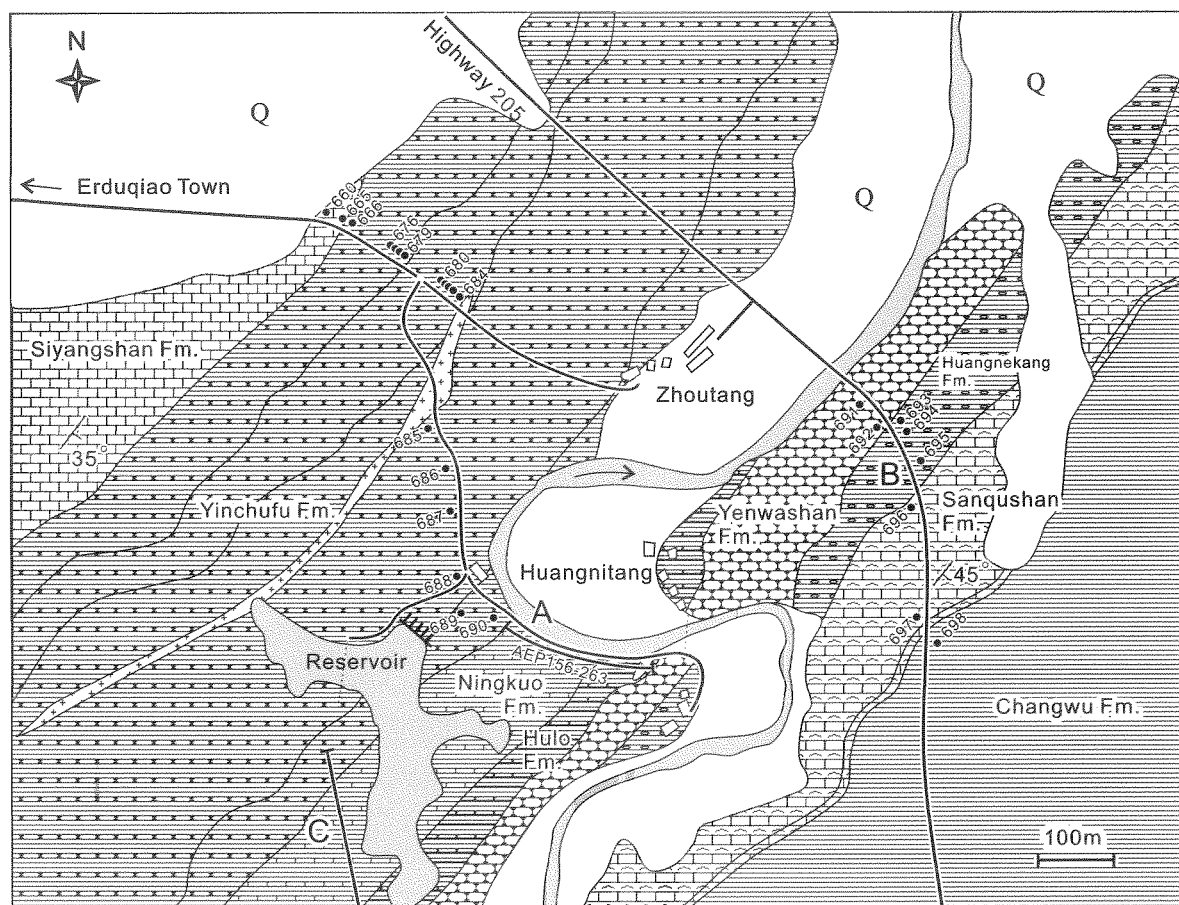 N
Highway 205
Q
Q
Q
Erduqiao Town
660
665
666
676
679
680
684
Siyangshan Fm.
Huangnekang
Fm.
Zhoutang
35°
685
691
692
693
694
695
B
686
Yinchufu Fm.
687
Yenwashan
Fm.
Sanqushan
Fm.
696
Huangnitang
688
45°
A
689
690
697
698
AEP156-263
Reservoir
Ningkuo
Fm.
Changwu Fm.
Hulo
Fm.
C
100m